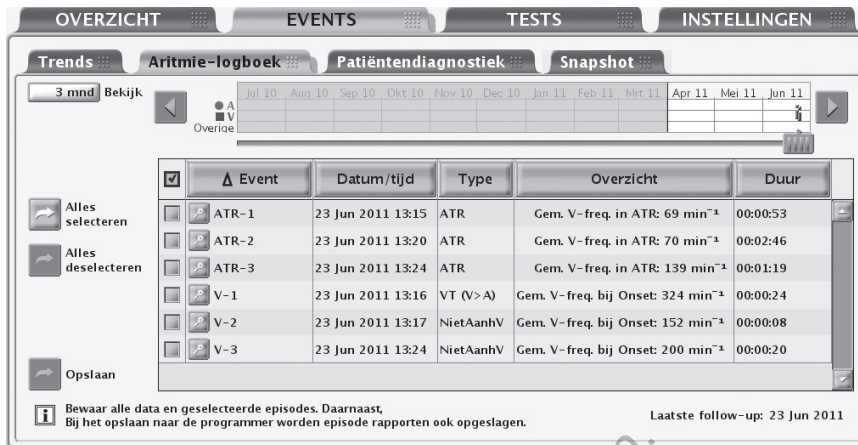 OVERZICHT EVENTS TESTS INSTELLINGEN
Trends Aritmie-logboek Patiëntendiagnostiek Snapshot
3 mnd Bekijk
Jul 10 Aug 10 Sep 10 Okt 10 Nov 10 Dec 10 Jan 11 Feb 11 Mrt 11 Apr 11 Mei 11 Jun 11
A
V
Overige
Δ Event Datum/tijd Type Overzicht Duur
Alles selecteren
Alles deselecteren
ATR-1 23 Jun 2011 13:15 ATR Gem. V-freq. in ATR: 69 min⁻¹ 00:00:53
ATR-2 23 Jun 2011 13:20 ATR Gem. V-freq. in ATR: 70 min⁻¹ 00:02:46
ATR-3 23 Jun 2011 13:24 ATR Gem. V-freq. in ATR: 139 min⁻¹ 00:01:19
V-1 23 Jun 2011 13:16 VT (V>A) Gem. V-freq. bij Onset: 324 min⁻¹ 00:00:24
V-2 23 Jun 2011 13:17 NietAanhV Gem. V-freq. bij Onset: 152 min⁻¹ 00:00:08
V-3 23 Jun 2011 13:24 NietAanhV Gem. V-freq. bij Onset: 200 min⁻¹ 00:00:20
Opslaan
i Bewaar alle data en geselecteerde episodes. Daarnaast,
Bij het opslaan naar de programmer worden episode rapporten ook opgeslagen.
Laatste follow-up: 23 Jun 2011